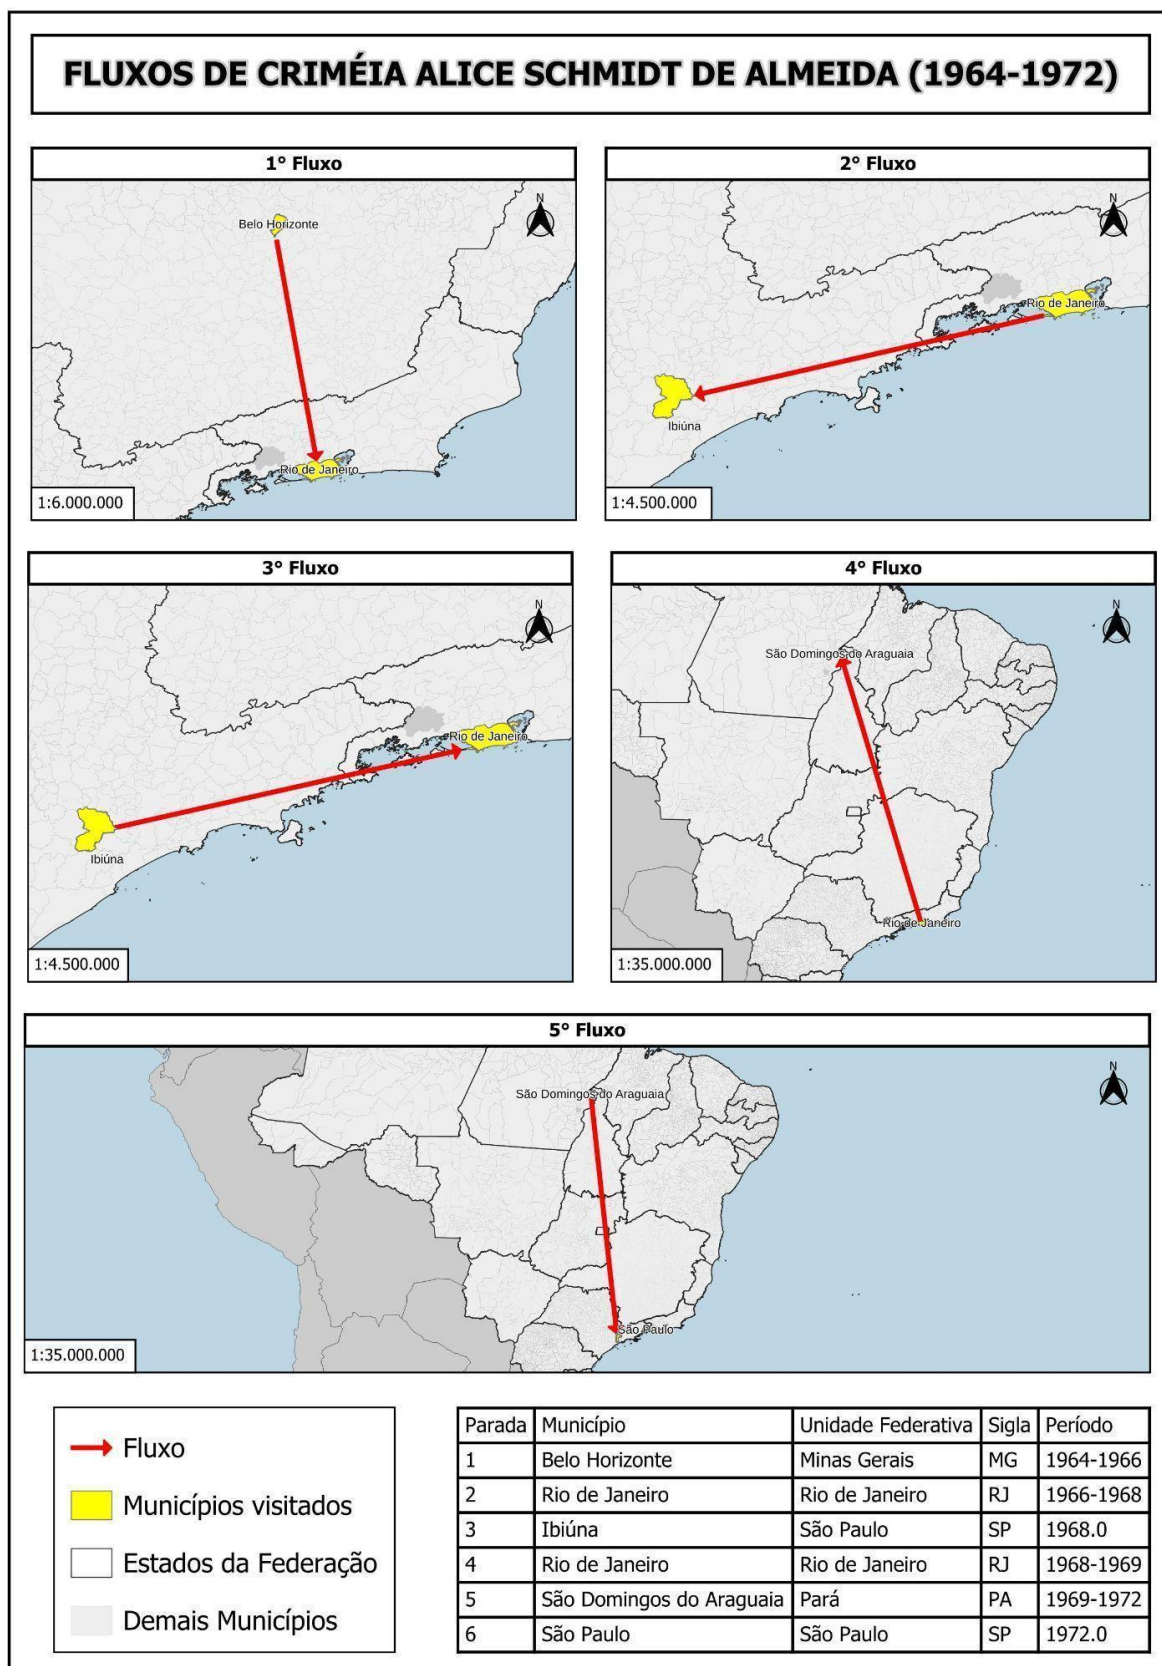 FLUXOS DE CRIMÉIA ALICE SCHMIDT DE ALMEIDA (1964-1972)
1° Fluxo
N
Belo Horizonte
Rio de Janeiro
1:6.000.000
2° Fluxo
N
Rio de Janeiro
Ibiúna
1:4.500.000
3° Fluxo
N
Rio de Janeiro
Ibiúna
1:4.500.000
4° Fluxo
N
São Domingos do Araguaia
Rio de Janeiro
1:35.000.000
5° Fluxo
N
São Domingos do Araguaia
São Paulo
1:35.000.000
Fluxo
Municípios visitados
Estados da Federação
Demais Municípios
Parada Município Unidade Federativa Sigla Período
1 Belo Horizonte Minas Gerais MG 1964-1966
2 Rio de Janeiro Rio de Janeiro RJ 1966-1968
3 Ibiúna São Paulo SP 1968.0
4 Rio de Janeiro Rio de Janeiro RJ 1968-1969
5 São Domingos do Araguaia Pará PA 1969-1972
6 São Paulo São Paulo SP 1972.0